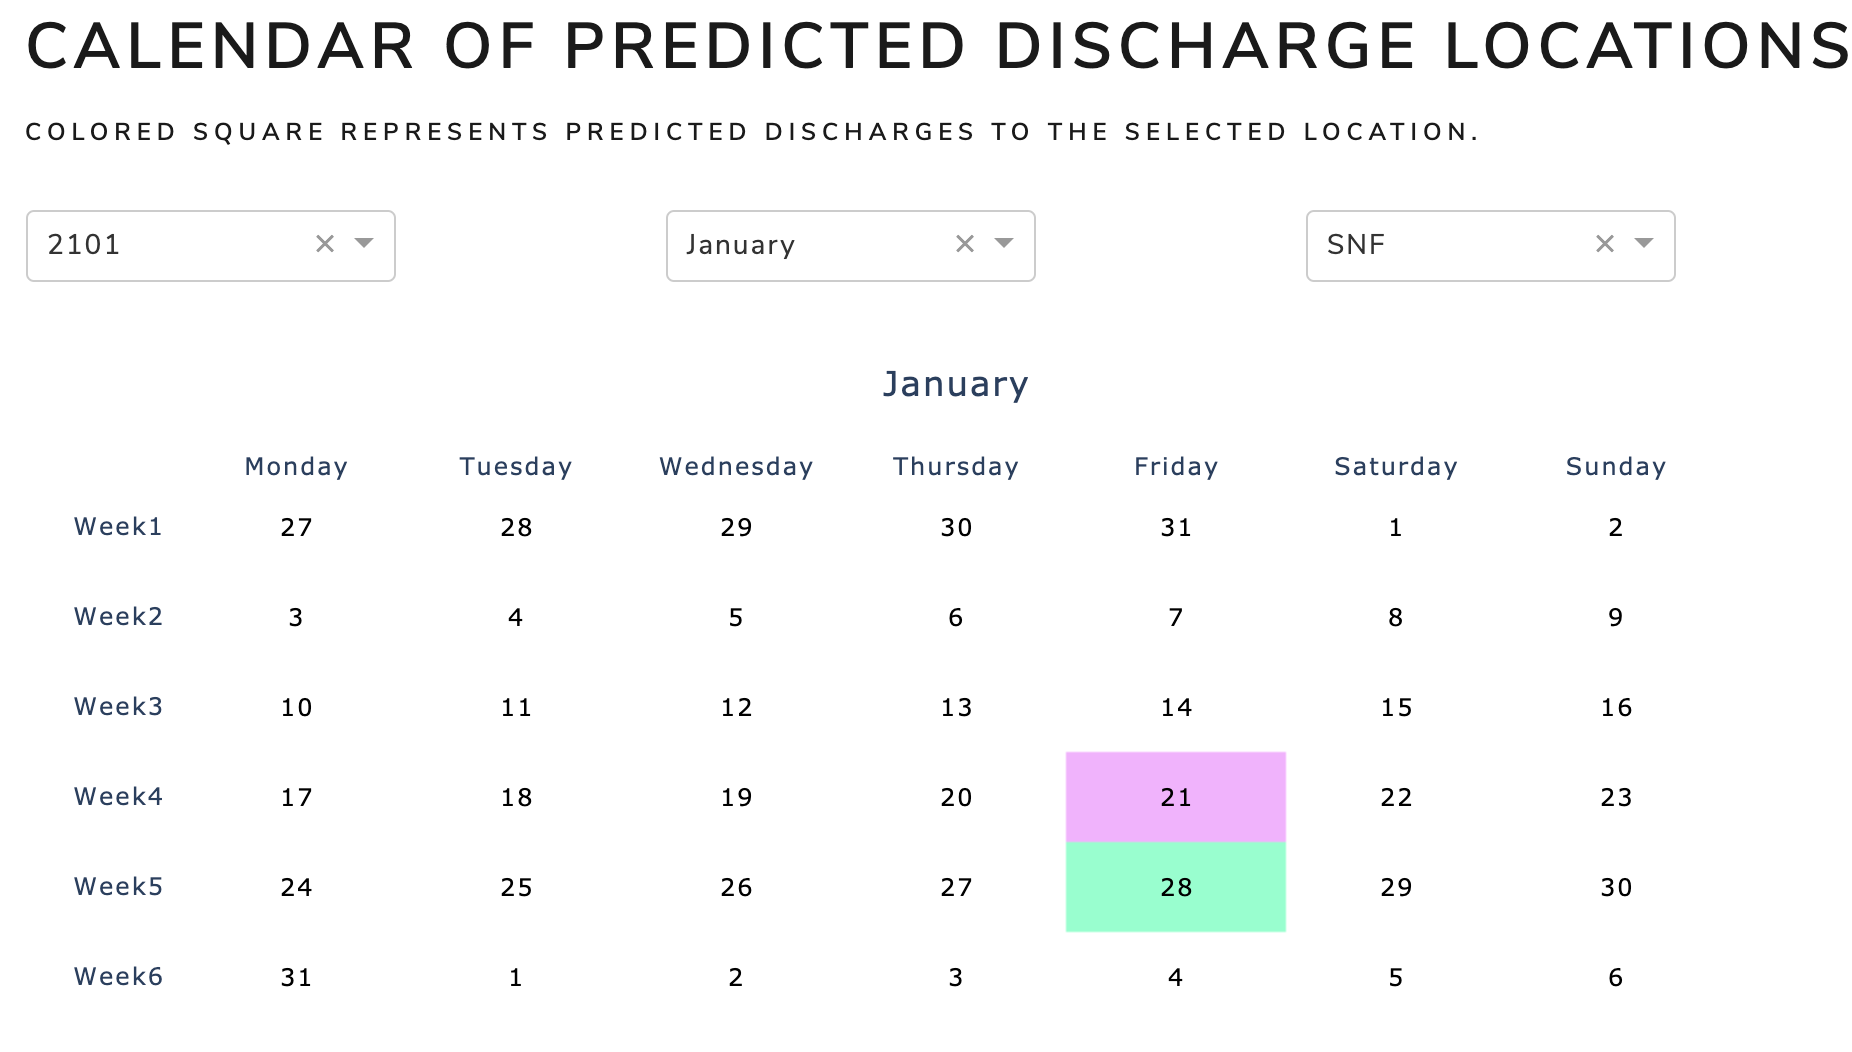 CALENDAR OF PREDICTED DISCHARGE LOCATIONS
COLORED SQUARE REPRESENTS PREDICTED DISCHARGES TO THE SELECTED LOCATION.
2101 January SNF
January
Monday Tuesday Wednesday Thursday Friday Saturday Sunday
Week1 27 28 29 30 31 1 2
Week2 3 4 5 6 7 8 9
Week3 10 11 12 13 14 15 16
Week4 17 18 19 20 21 22 23
Week5 24 25 26 27 28 29 30
Week6 31 1 2 3 4 5 6